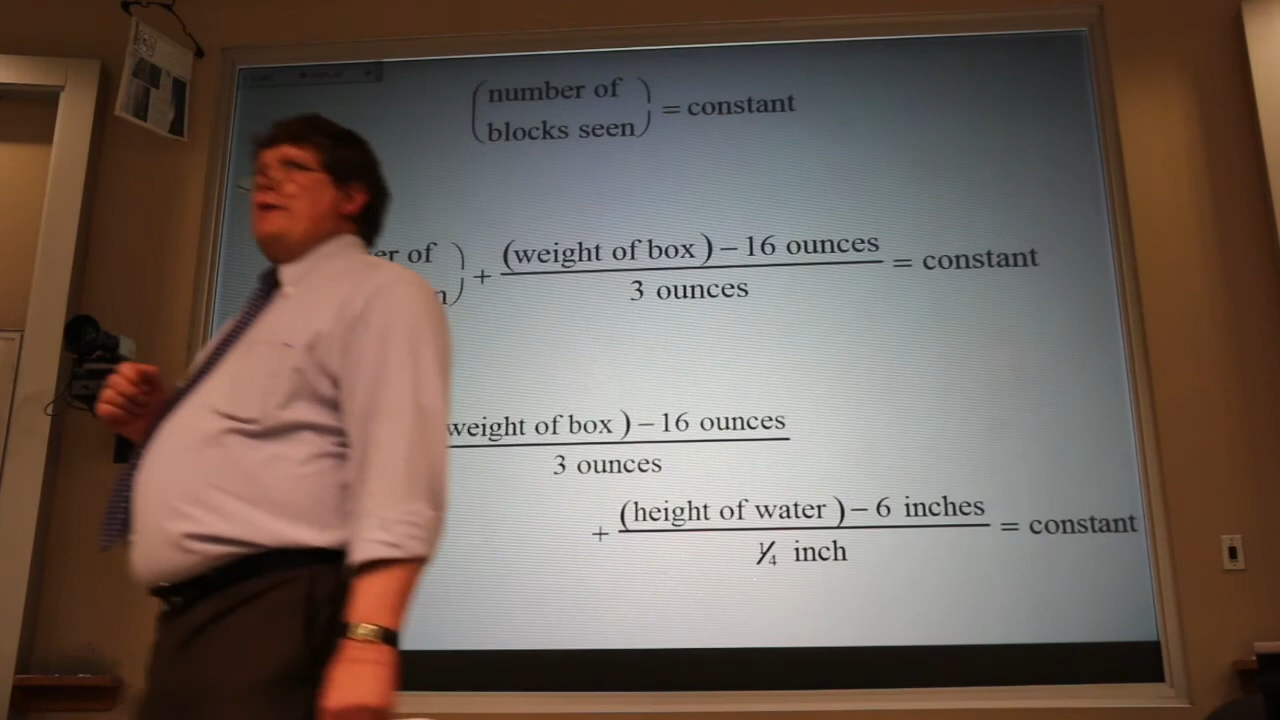 (number of
blocks seen) = constant
er of ) + (weight of box) − 16 ounces = constant
n)
3 ounces
weight of box) − 16 ounces
3 ounces
+ (height of water) − 6 inches = constant
¼ inch